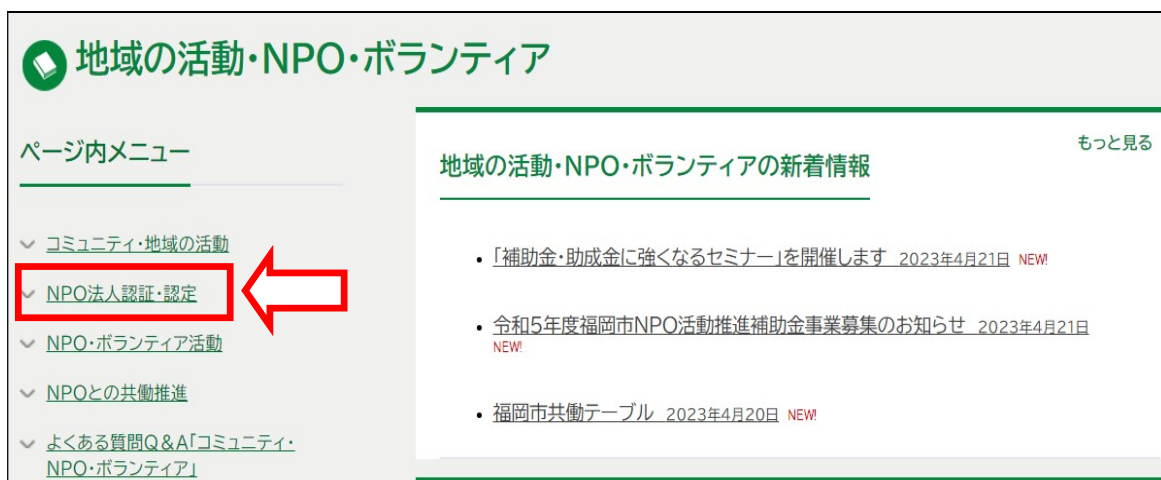 地域の活動・NPO・ボランティア
ページ内メニュー
コミュニティ・地域の活動
NPO法人認証・認定
NPO・ボランティア活動
NPOとの共働推進
よくある質問Q&A「コミュニティ・
NPO・ボランティア」
もっと見る
地域の活動・NPO・ボランティアの新着情報
「補助金・助成金に強くなるセミナー」を開催します 2023年4月21日 NEW!
令和5年度福岡市NPO活動推進補助金事業募集のお知らせ 2023年4月21日
NEW!
福岡市共働テーブル 2023年4月20日 NEW!